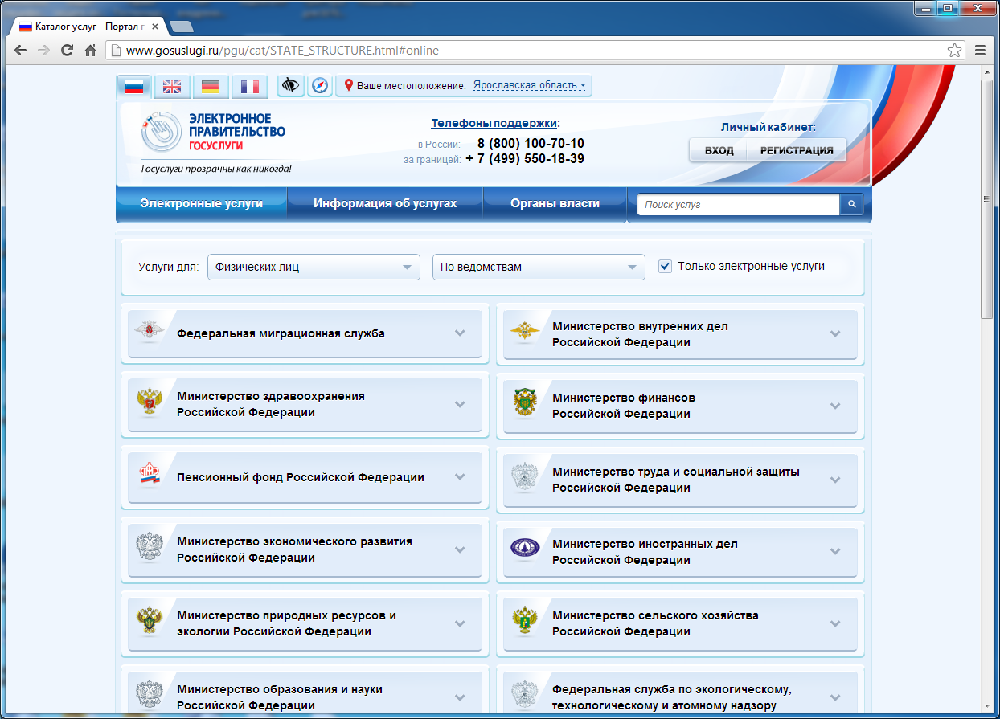 Каталог услуг - Портал г
www.gosuslugi.ru/pgu/cat/STATE_STRUCTURE.html#online
Ваше местоположение: Ярославская область
ЭЛЕКТРОННОЕ
ПРАВИТЕЛЬСТВО
ГОСУСЛУГИ
Госуслуги прозрачны как никогда!
Телефоны поддержки:
в России: 8 (800) 100-70-10
за границей: + 7 (499) 550-18-39
Личный кабинет:
ВХОД РЕГИСТРАЦИЯ
Электронные услуги Информация об услугах Органы власти Поиск услуг
Услуги для: Физических лиц По ведомствам Только электронные услуги
Федеральная миграционная служба
Министерство внутренних дел
Российской Федерации
Министерство здравоохранения
Российской Федерации
Министерство финансов
Российской Федерации
Пенсионный фонд Российской Федерации
Министерство труда и социальной защиты
Российской Федерации
Министерство экономического развития
Российской Федерации
Министерство иностранных дел
Российской Федерации
Министерство природных ресурсов и
экологии Российской Федерации
Министерство сельского хозяйства
Российской Федерации
Министерство образования и науки
Российской Федерации
Федеральная служба по экологическому,
технологическому и атомному надзору